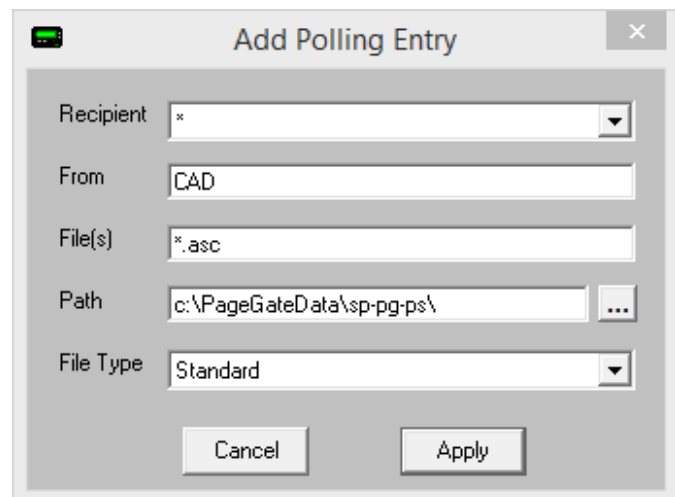 Add Polling Entry
Recipient *
From CAD
File(s) *.asc
Path c:\PageGateData\sp-pg-ps\ ...
File Type Standard
Cancel Apply